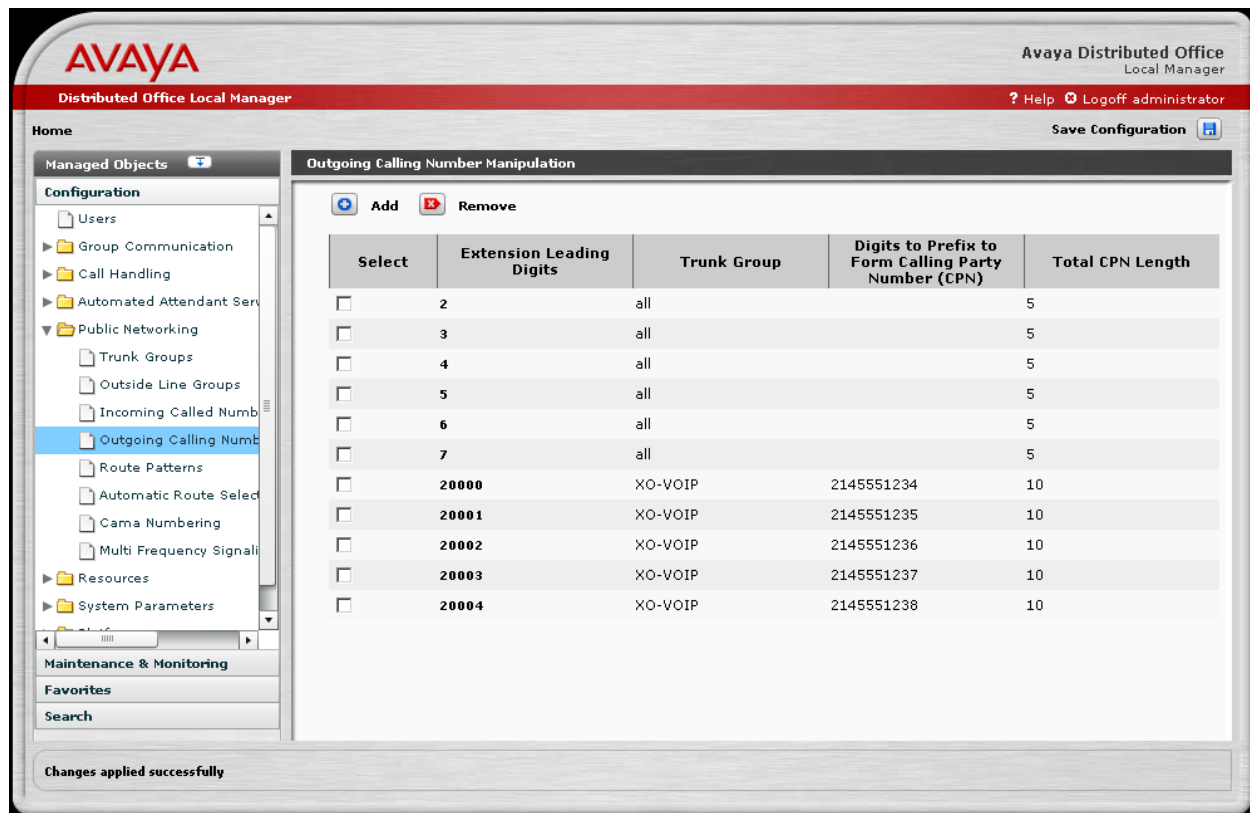 AVAYA
Avaya Distributed Office
Local Manager
Distributed Office Local Manager
? Help Logoff administrator
Home
Save Configuration
Managed Objects
Configuration
Users
Group Communication
Call Handling
Automated Attendant Serv
Public Networking
Trunk Groups
Outside Line Groups
Incoming Called Numb
Outgoing Calling Numb
Route Patterns
Automatic Route Select
Cama Numbering
Multi Frequency Signali
Resources
System Parameters
Maintenance & Monitoring
Favorites
Search
Outgoing Calling Number Manipulation
Add Remove
Select Extension Leading Digits Trunk Group Digits to Prefix to Form Calling Party Number (CPN) Total CPN Length
2 all 5
3 all 5
4 all 5
5 all 5
6 all 5
7 all 5
20000 XO-VOIP 2145551234 10
20001 XO-VOIP 2145551235 10
20002 XO-VOIP 2145551236 10
20003 XO-VOIP 2145551237 10
20004 XO-VOIP 2145551238 10
Changes applied successfully